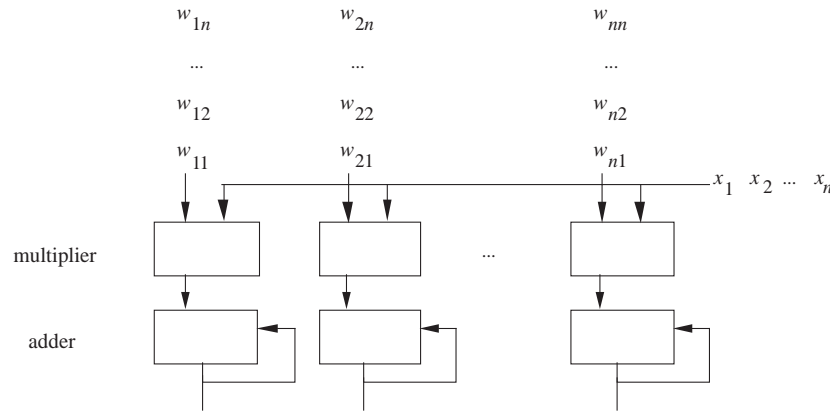 w1n w2n wnn
... ... ...
w12 w22 wn2
w11 w21 wn1
x1 x2 ... xn
multiplier ...
adder